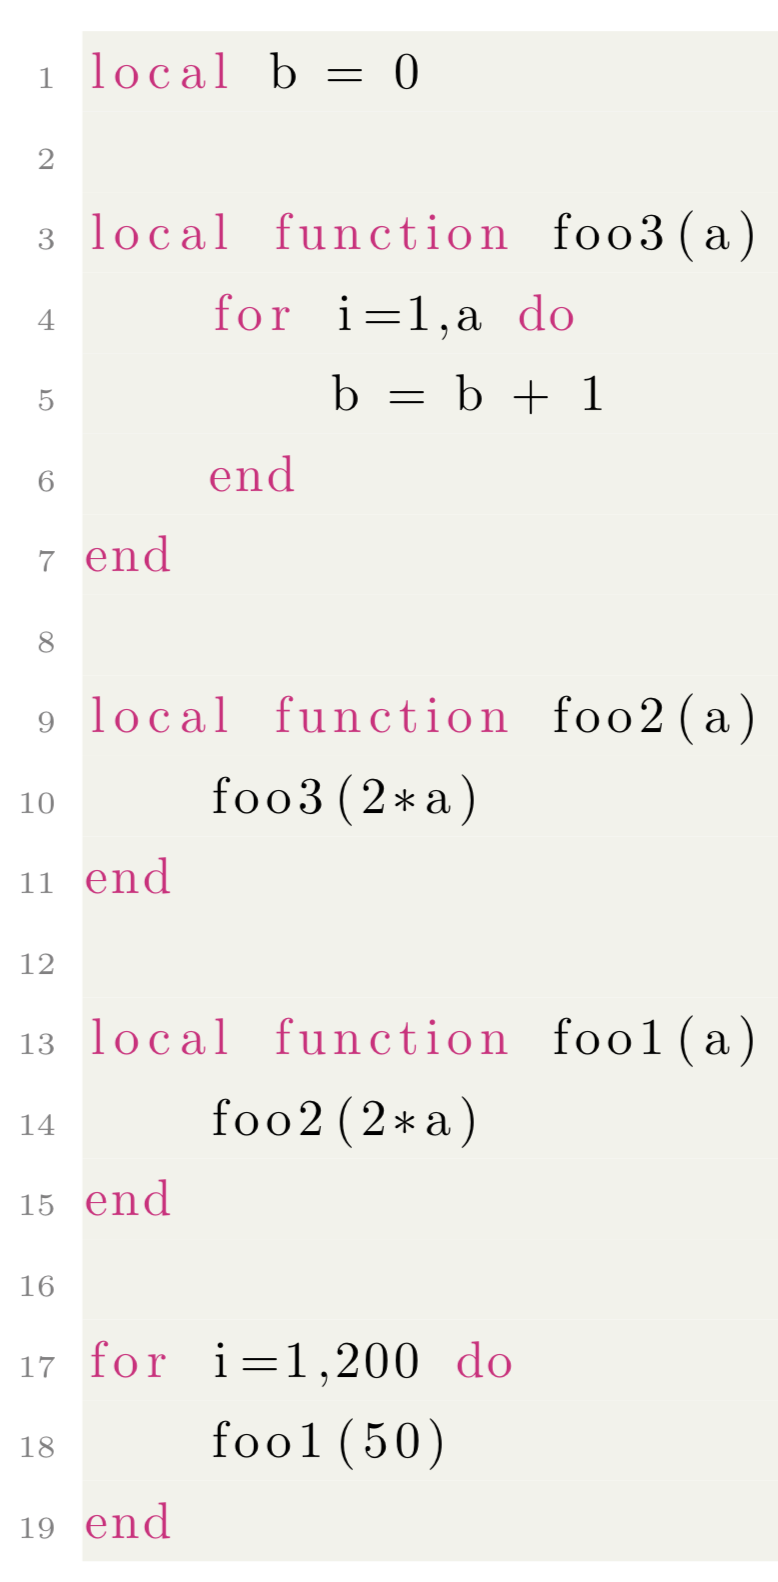 1 local b = 0
2
3 local function foo3(a)
4     for i=1,a do
5         b = b + 1
6     end
7 end
8
9 local function foo2(a)
10     foo3(2*a)
11 end
12
13 local function foo1(a)
14     foo2(2*a)
15 end
16
17 for i=1,200 do
18     foo1(50)
19 end